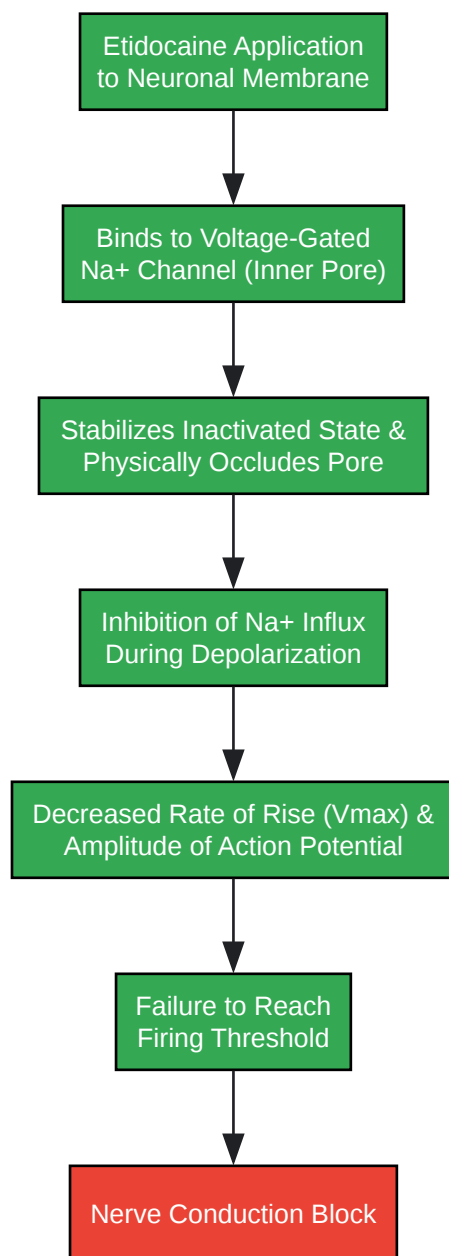 Etidocaine Application
to Neuronal Membrane
Binds to Voltage-Gated
Na+ Channel (Inner Pore)
Stabilizes Inactivated State &
Physically Occludes Pore
Inhibition of Na+ Influx
During Depolarization
Decreased Rate of Rise (Vmax) &
Amplitude of Action Potential
Failure to Reach
Firing Threshold
Nerve Conduction Block